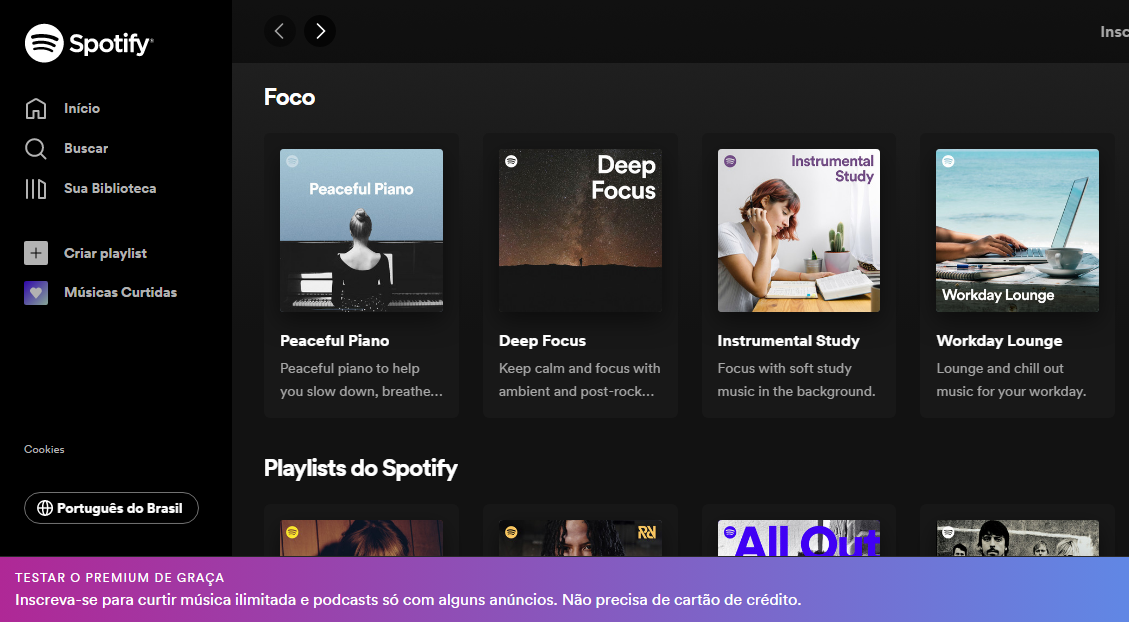 Spotify
Insc
Início
Buscar
Sua Biblioteca
Criar playlist
Músicas Curtidas
Cookies
Português do Brasil
Foco
Peaceful Piano
Peaceful Piano
Peaceful piano to help
you slow down, breathe...
Deep
Focus
Deep Focus
Keep calm and focus with
ambient and post-rock...
Instrumental
Study
Instrumental Study
Focus with soft study
music in the background.
Workday Lounge
Workday Lounge
Lounge and chill out
music for your workday.
Playlists do Spotify
All Out
TESTAR O PREMIUM DE GRAÇA
Inscreva-se para curtir música ilimitada e podcasts só com alguns anúncios. Não precisa de cartão de crédito.